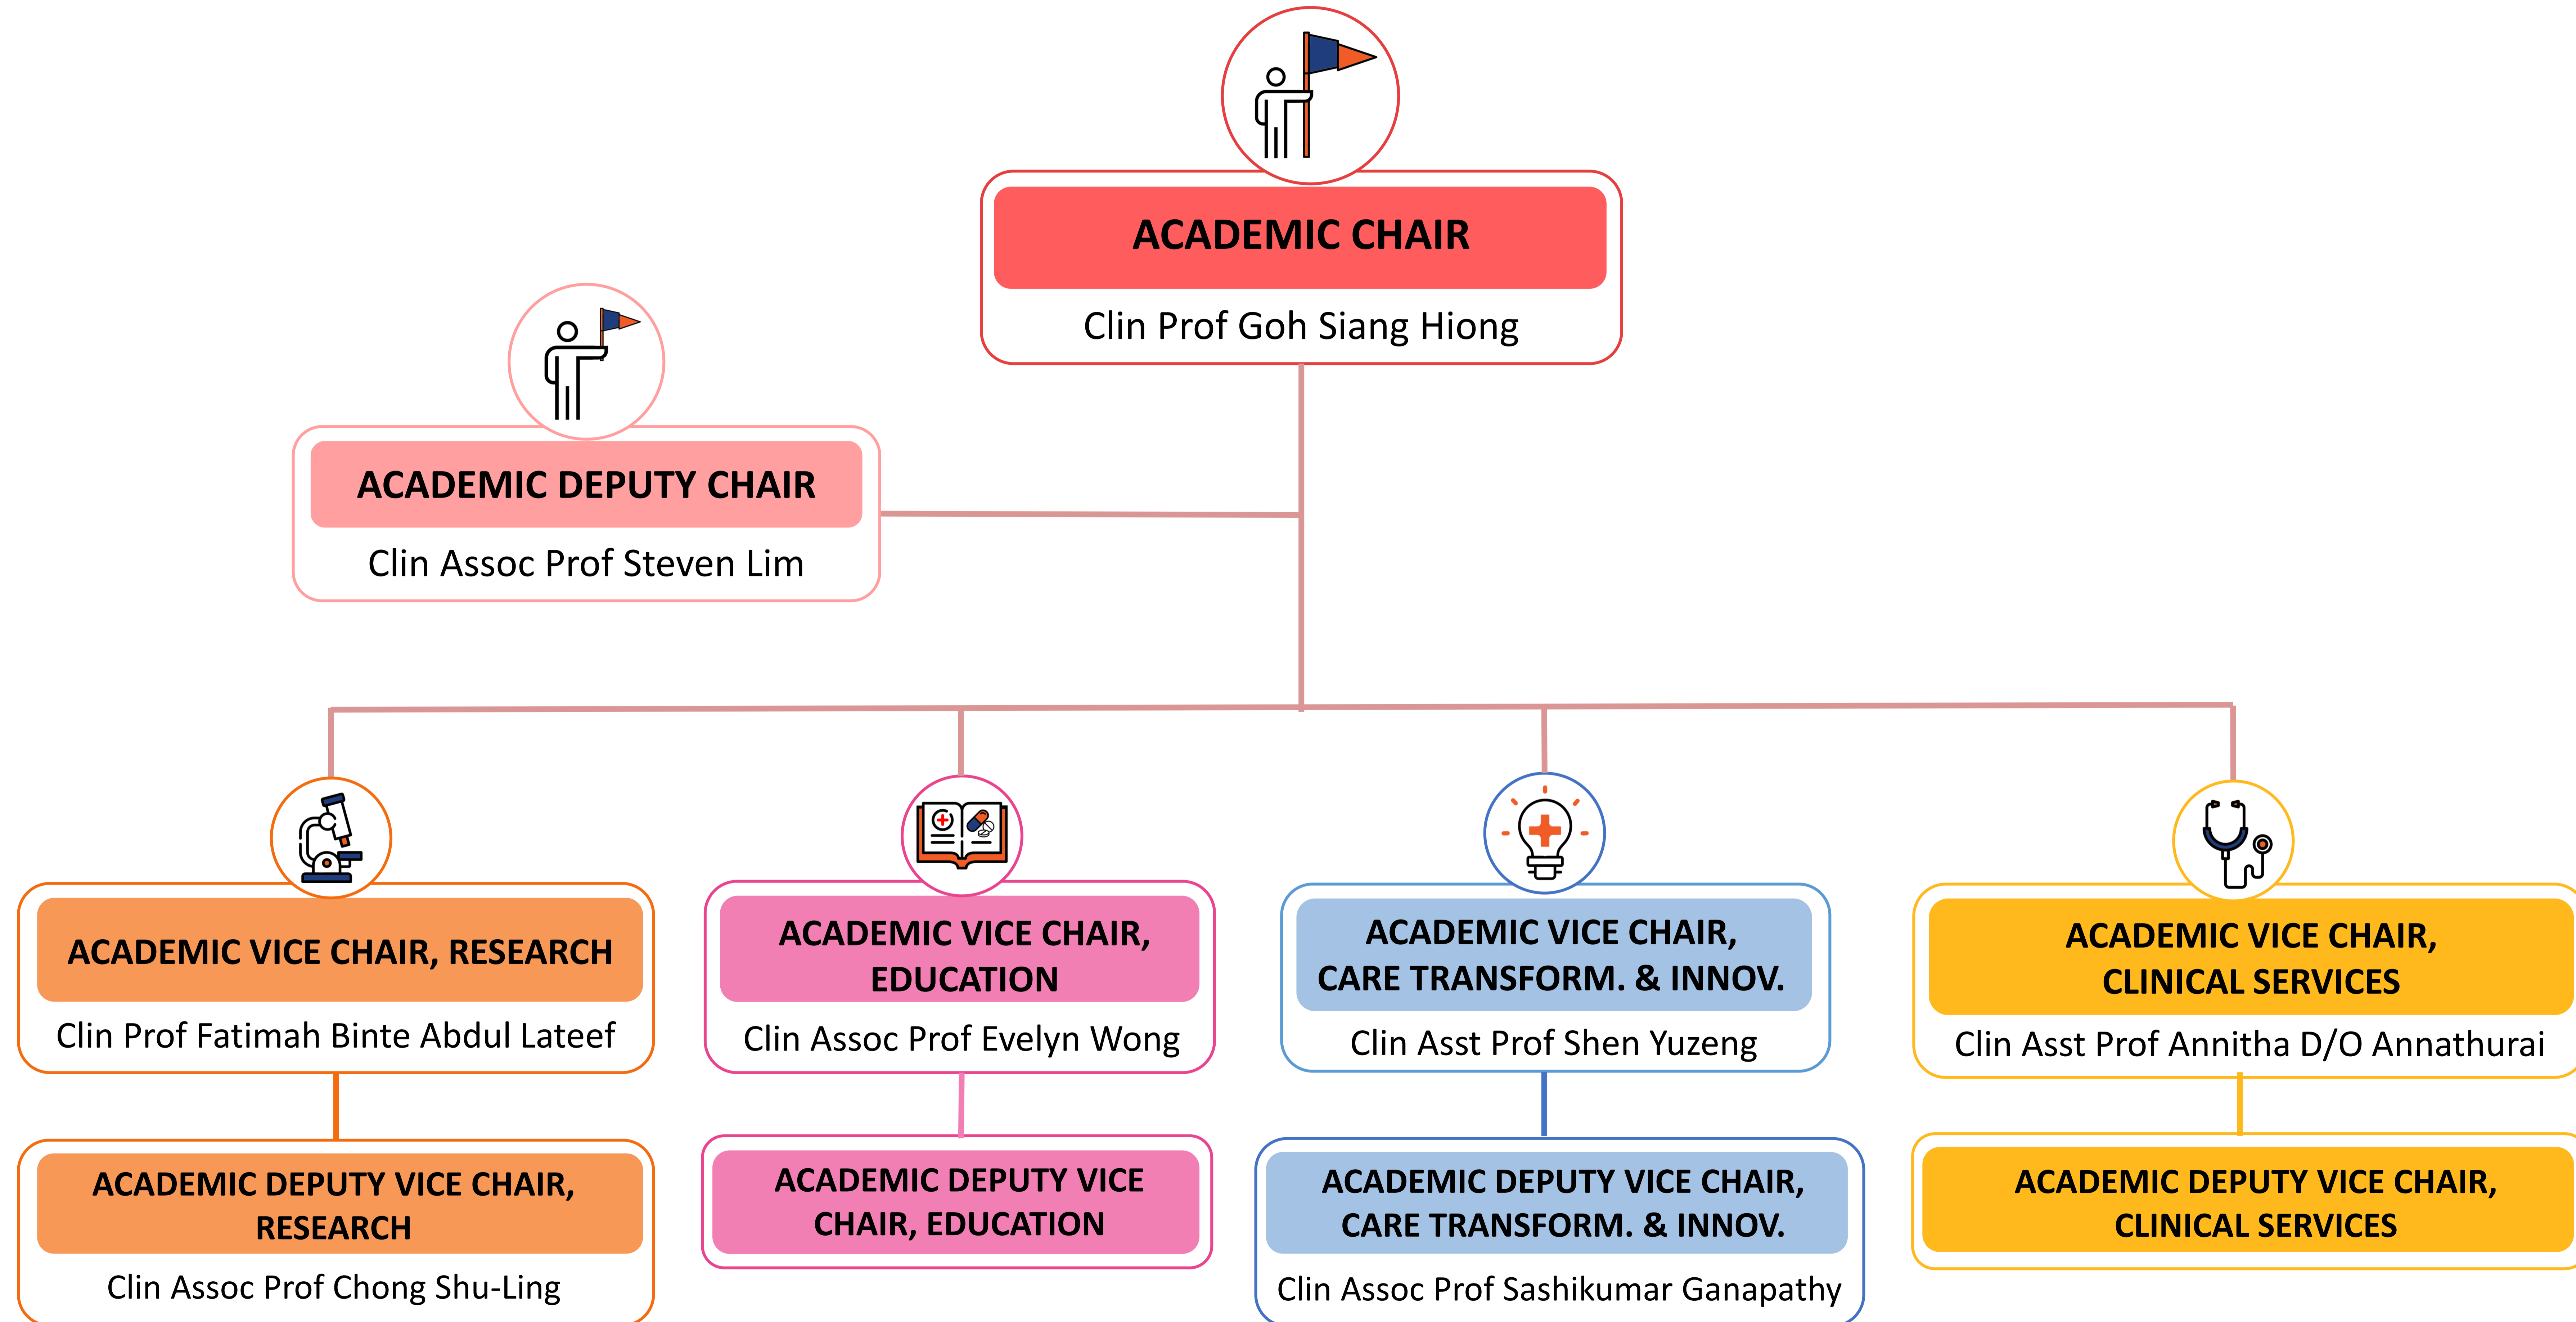 ACADEMIC CHAIR
Clin Prof Goh Siang Hiong
ACADEMIC DEPUTY CHAIR
Clin Assoc Prof Steven Lim
ACADEMIC VICE CHAIR, RESEARCH
Clin Prof Fatimah Binte Abdul Lateef
ACADEMIC DEPUTY VICE CHAIR,
RESEARCH
Clin Assoc Prof Chong Shu-Ling
ACADEMIC VICE CHAIR,
EDUCATION
Clin Assoc Prof Evelyn Wong
ACADEMIC DEPUTY VICE
CHAIR, EDUCATION
ACADEMIC VICE CHAIR,
CARE TRANSFORM. & INNOV.
Clin Asst Prof Shen Yuzeng
ACADEMIC DEPUTY VICE CHAIR,
CARE TRANSFORM. & INNOV.
Clin Assoc Prof Sashikumar Ganapathy
ACADEMIC VICE CHAIR,
CLINICAL SERVICES
Clin Asst Prof Annitha D/O Annathurai
ACADEMIC DEPUTY VICE CHAIR,
CLINICAL SERVICES